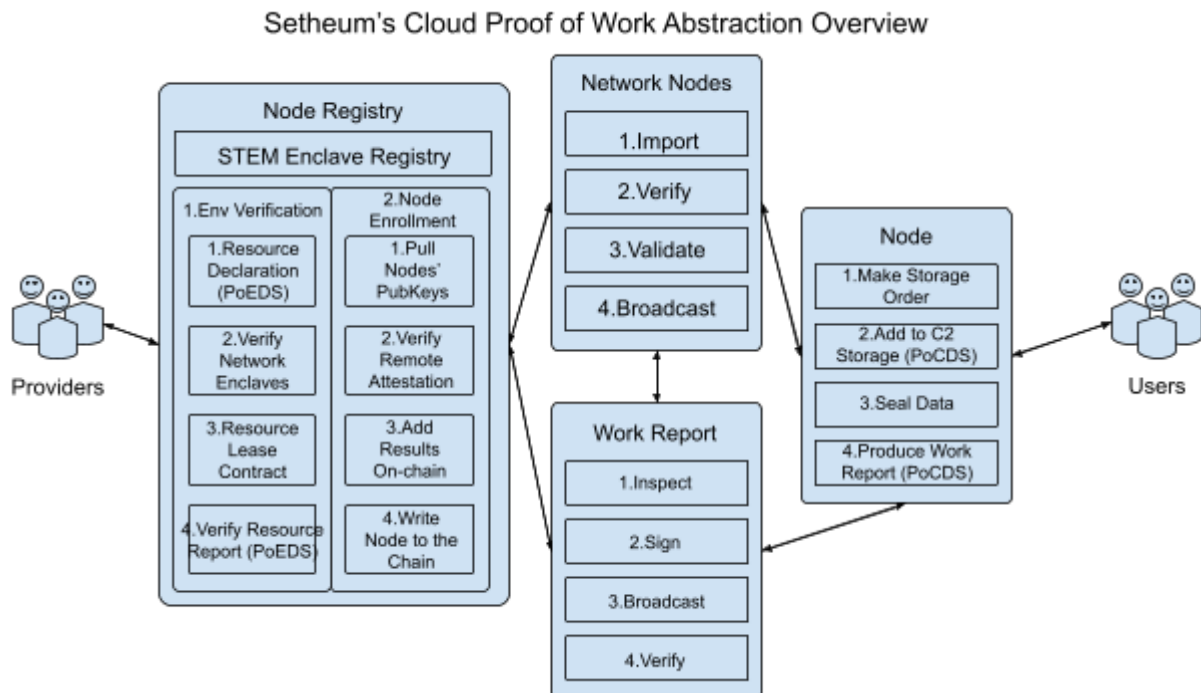 Setheum's Cloud Proof of Work Abstraction Overview
Node Registry
STEM Enclave Registry
1.Env Verification
1.Resource
Declaration
(PoEDS)
2.Verify
Network
Enclaves
3.Resource
Lease
Contract
4.Verify Resource
Report (PoEDS)
2.Node
Enrollment
1.Pull
Nodes'
PubKeys
2.Verify
Remote
Attestation
3.Add
Results
On-chain
4.Write
Node to the
Chain
Providers
Network Nodes
1.Import
2.Verify
3.Validate
4.Broadcast
Work Report
1.Inspect
2.Sign
3.Broadcast
4.Verify
Node
1.Make Storage
Order
2.Add to C2
Storage (PoCDS)
3.Seal Data
4.Produce Work
Report (PoCDS)
Users